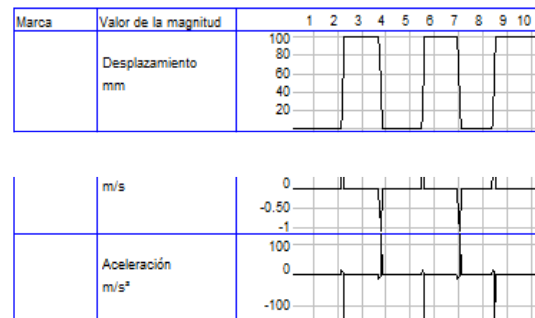 Marca Valor de la magnitud 1 2 3 4 5 6 7 8 9 10
100
80
Desplazamiento
60
mm
40
20
m/s
0
-0.50
-1
100
Aceleración
0
m/s²
-100